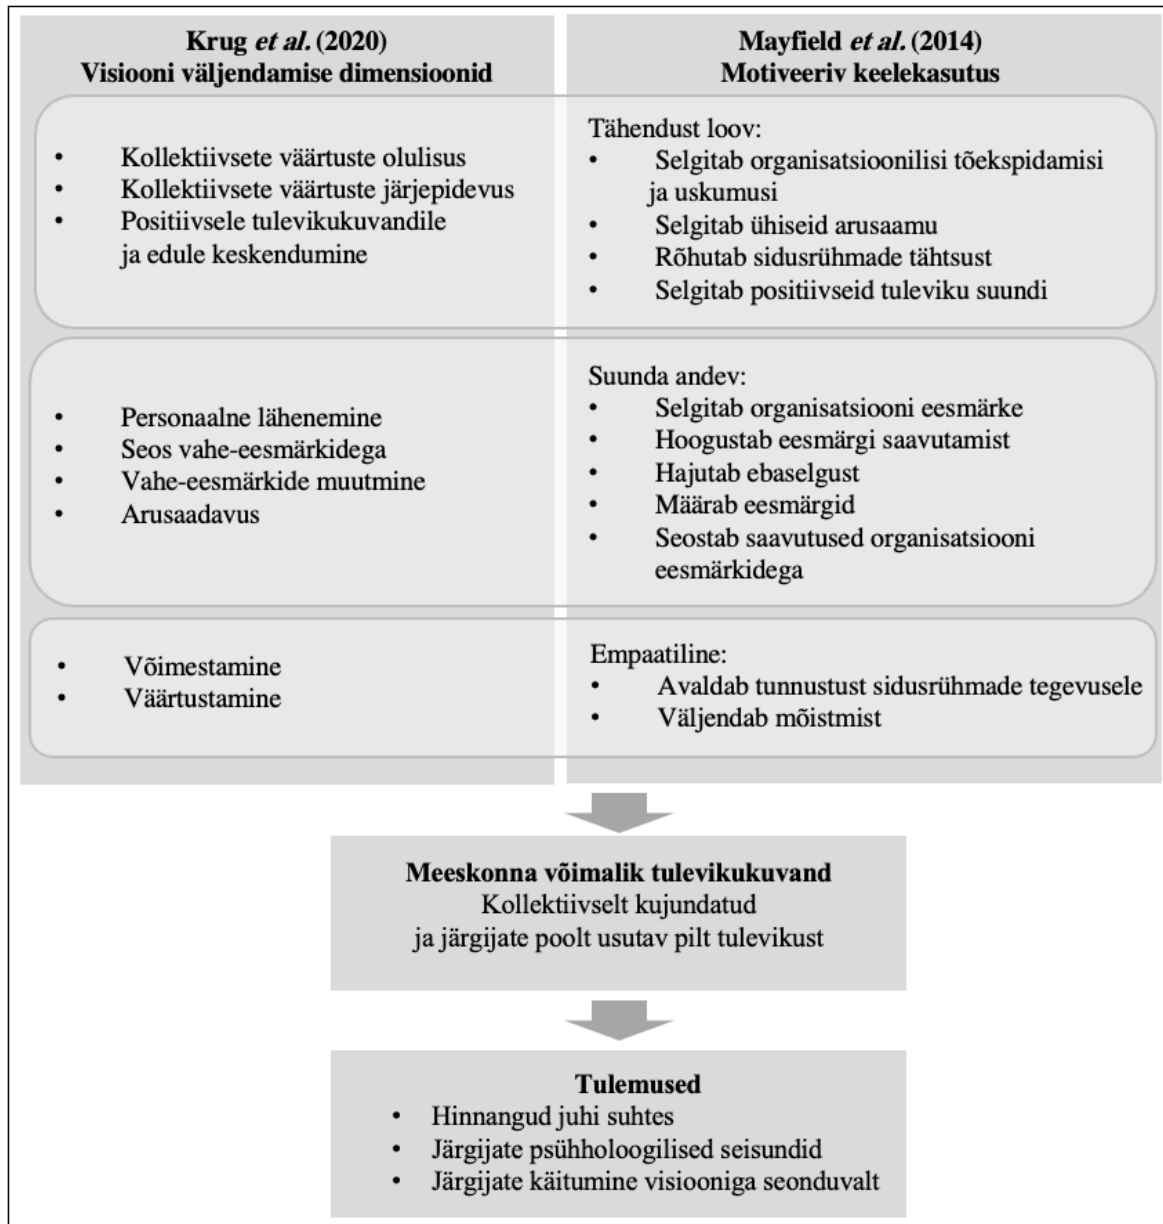 Krug et al. (2020)
Visiooni väljendamise dimensioonid
Mayfield et al. (2014)
Motiveeriv keelekasutus
• Kollektiivsete väärtuste olulisus
• Kollektiivsete väärtuste järjepidevus
• Positiivsele tulevikukuvandile
ja edule keskendumine
Tähendust loov:
• Selgitab organisatsioonilisi tõekspidamisi
ja uskumusi
• Selgitab ühiseid arusaamu
• Rõhutab sidusrühmade tähtsust
• Selgitab positiivseid tuleviku suundi
• Personaalne lähenemine
• Seos vahe-eesmärkidega
• Vahe-eesmärkide muutmine
• Arusaadavus
Suunda andev:
• Selgitab organisatsiooni eesmärke
• Hoogustab eesmärgi saavutamist
• Hajutab ebaselgust
• Määrab eesmärgid
• Seostab saavutused organisatsiooni
eesmärkidega
• Võimestamine
• Väärtustamine
Empaatiline:
• Avaldab tunnustust sidusrühmade tegevusele
• Väljendab mõistmist
Meeskonna võimalik tulevikukuvand
Kollektiivselt kujundatud
ja järgijate poolt usutav pilt tulevikust
Tulemused
• Hinnangud juhi suhtes
• Järgijate psühholoogilised seisundid
• Järgijate käitumine visiooniga seonduvalt